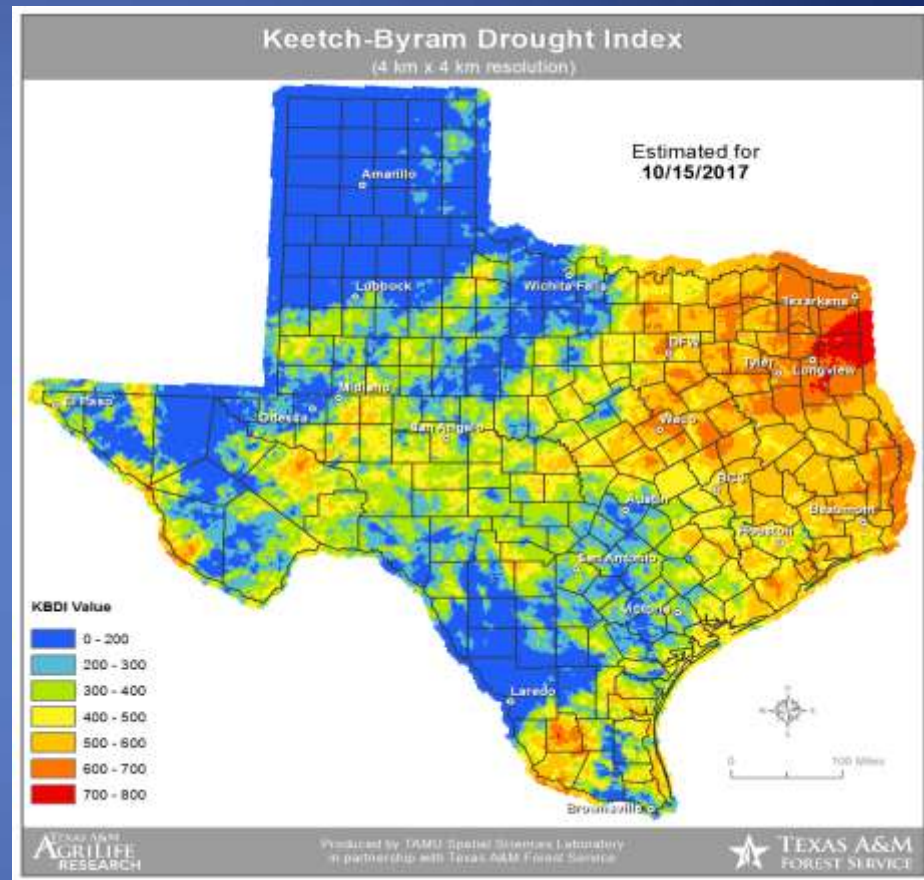 Keetch-Byram Drought Index
(4 km x 4 km resolution)
Estimated for
10/15/2017
Amarillo
Lubbock
Wichita Falls
Texarkana
DFW
Tyler
Longview
Midland
Odessa
El Paso
San Angelo
Waco
BCS
Austin
Beaumont
Houston
San Antonio
Victoria
Laredo
Brownsville
KBDI Value
0 - 200
200 - 300
300 - 400
400 - 500
500 - 600
600 - 700
700 - 800
0 100 Miles
TEXAS A&M
AGRILIFE
RESEARCH
Produced by TAMU Spatial Sciences Laboratory
in partnership with Texas A&M Forest Service
TEXAS A&M
FOREST SERVICE